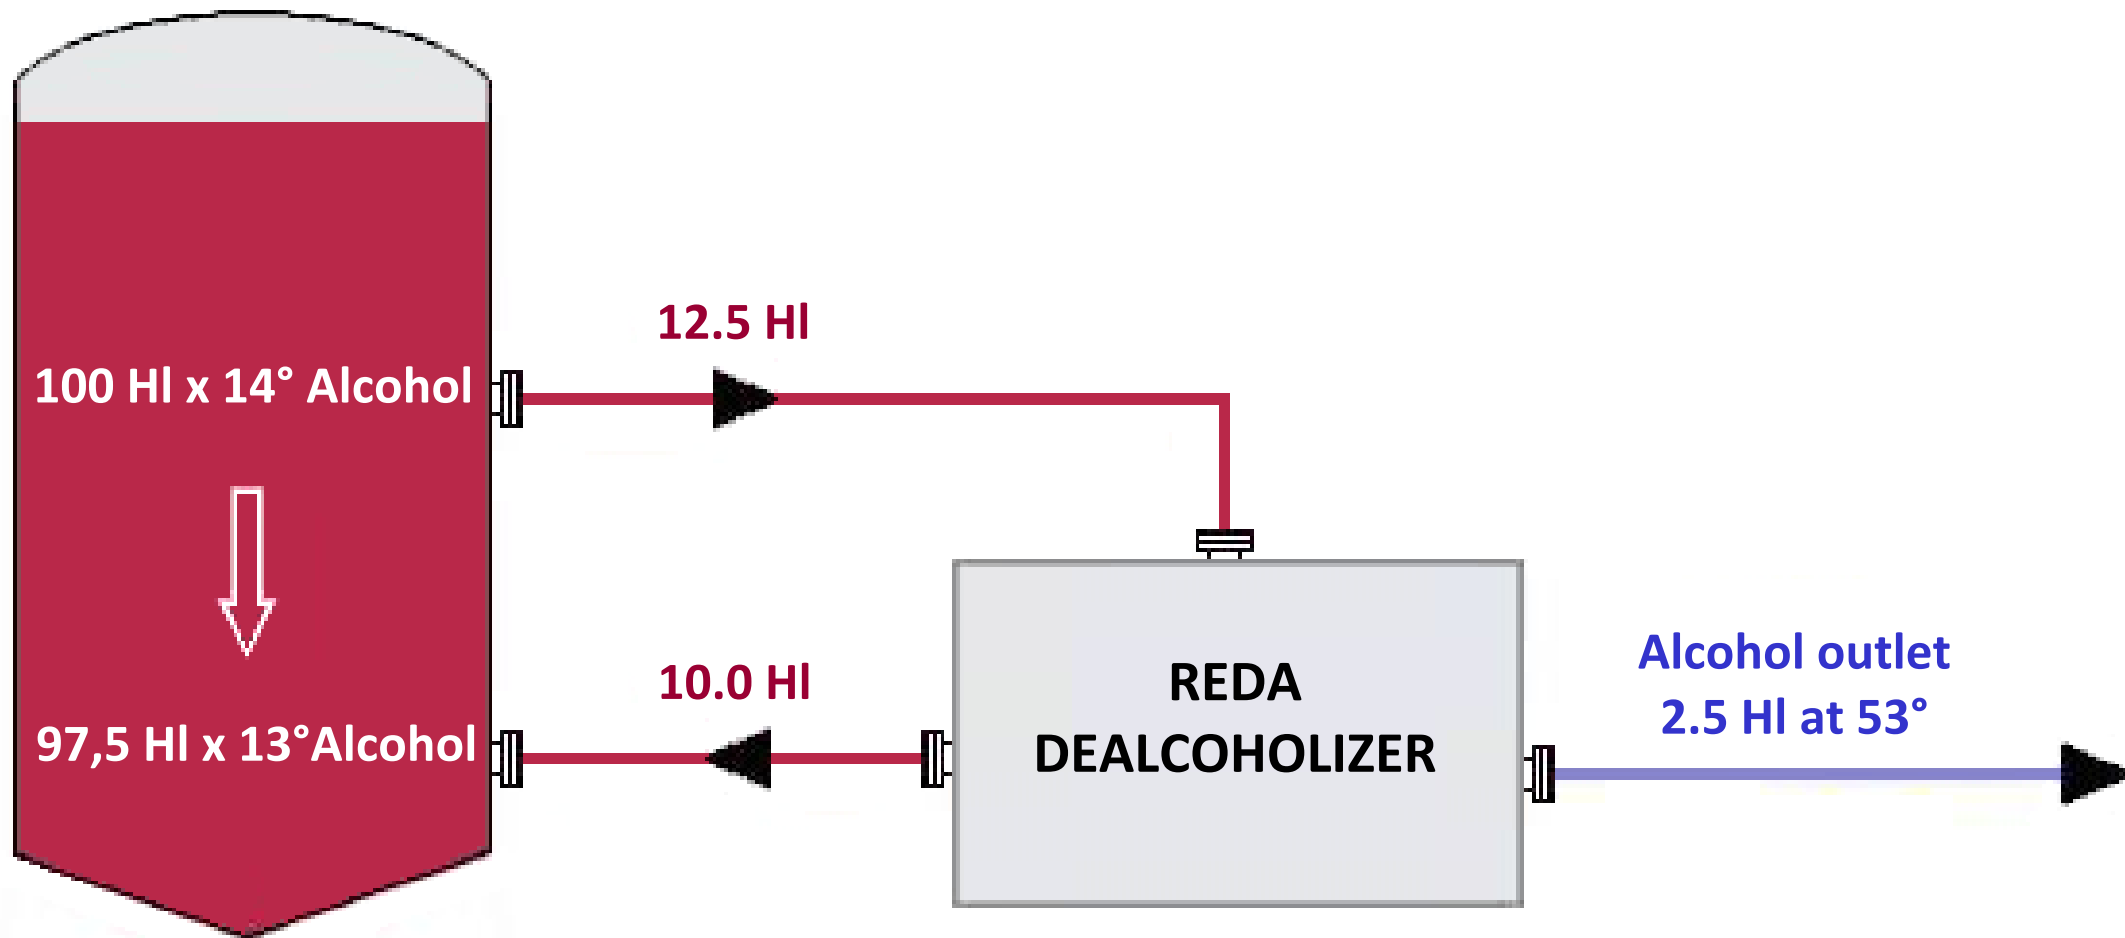 12.5 Hl
100 Hl x 14° Alcohol
10.0 Hl
97,5 Hl x 13°Alcohol
REDA
DEALCOHOLIZER
Alcohol outlet
2.5 Hl at 53°